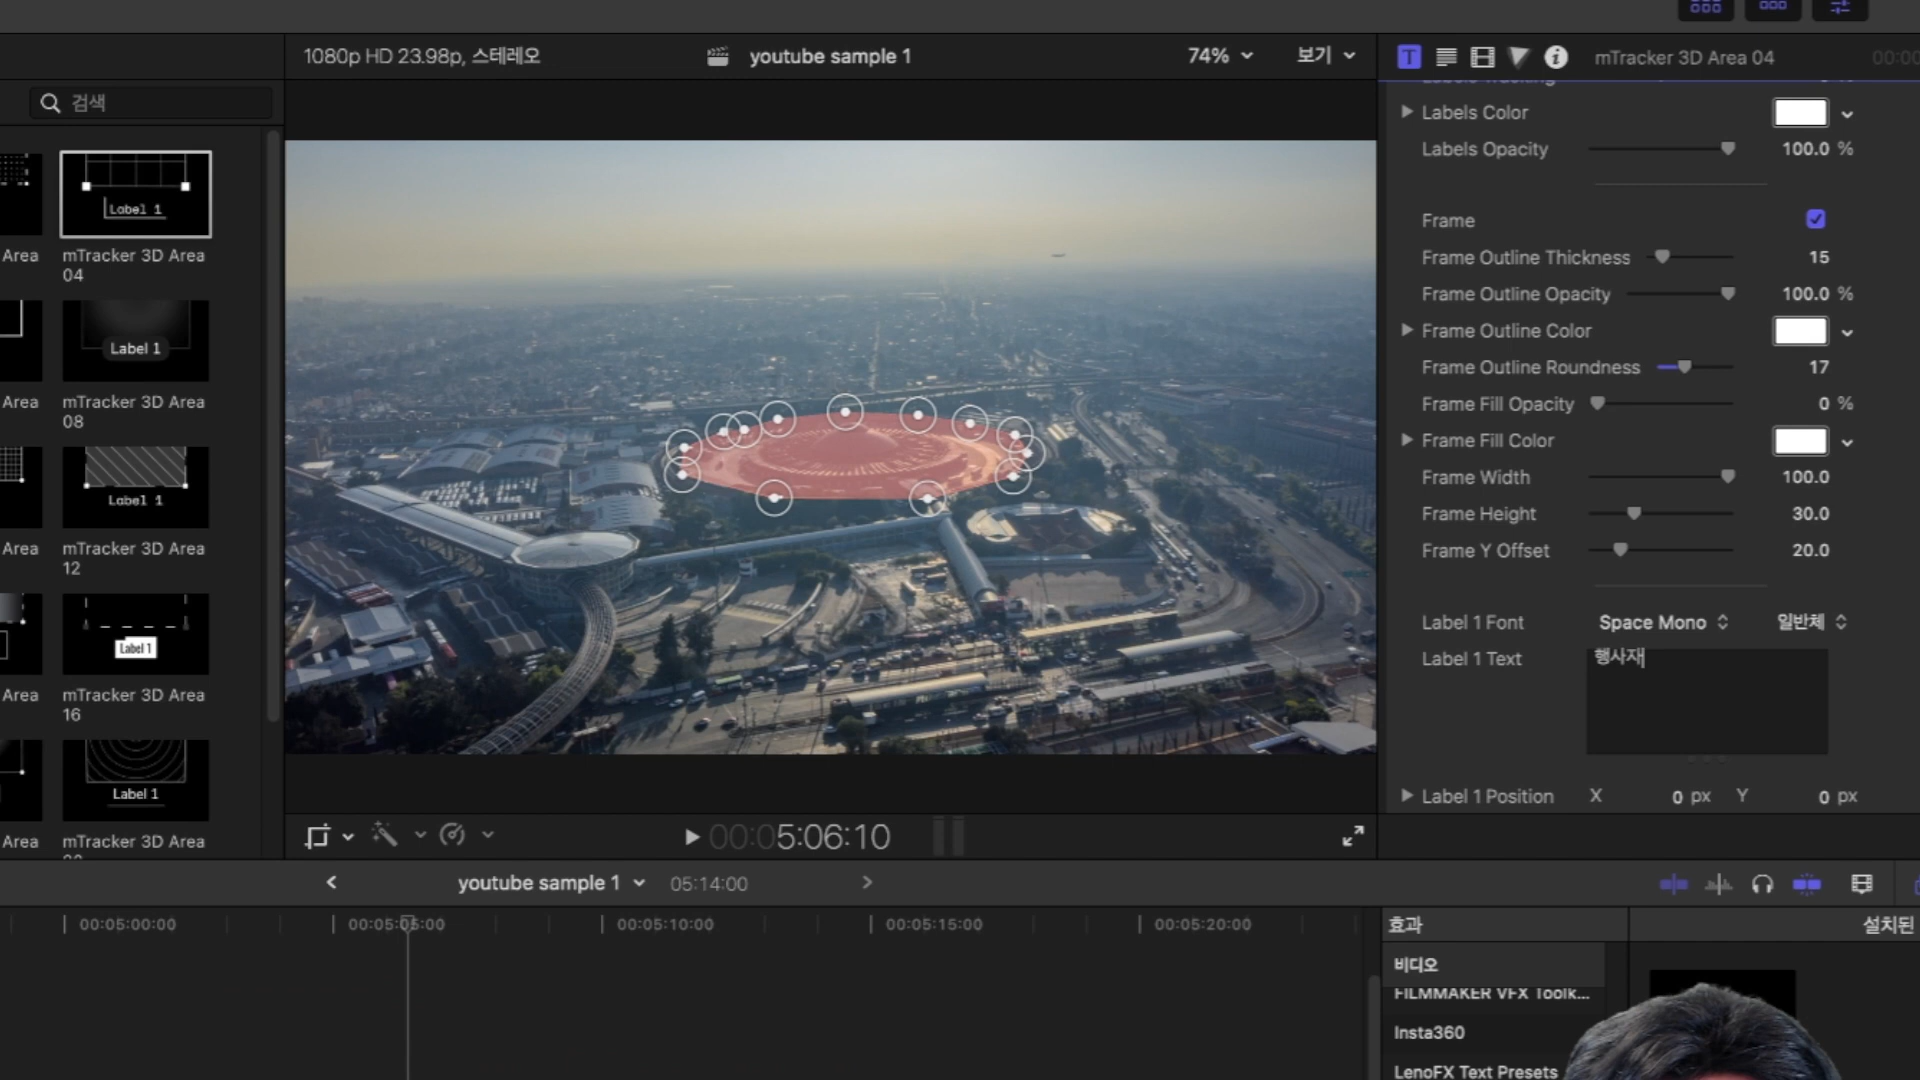 1080p HD 23.98p, 스테레오
youtube sample 1
74%
보기
mTracker 3D Area 04
검색
Labels Color
Labels Opacity
100.0 %
Frame
Frame Outline Thickness
15
Frame Outline Opacity
100.0 %
Frame Outline Color
Frame Outline Roundness
17
Frame Fill Opacity
0 %
Frame Fill Color
Frame Width
100.0
Frame Height
30.0
Frame Y Offset
20.0
Label 1 Font
Space Mono
일반체
Label 1 Text
행사재
Label 1 Position
X
0 px
Y
0 px
Label 1
Area
mTracker 3D Area
04
Label 1
Area
mTracker 3D Area
08
Label 1
Area
mTracker 3D Area
12
Label 1
Area
mTracker 3D Area
16
Label 1
Area
mTracker 3D Area
00:05:06:10
youtube sample 1
05:14:00
00:05:00:00
00:05:05:00
00:05:10:00
00:05:15:00
00:05:20:00
효과
설치된
비디오
FILMMAKER VFX Toolk...
Insta360
LenoFX Text Presets